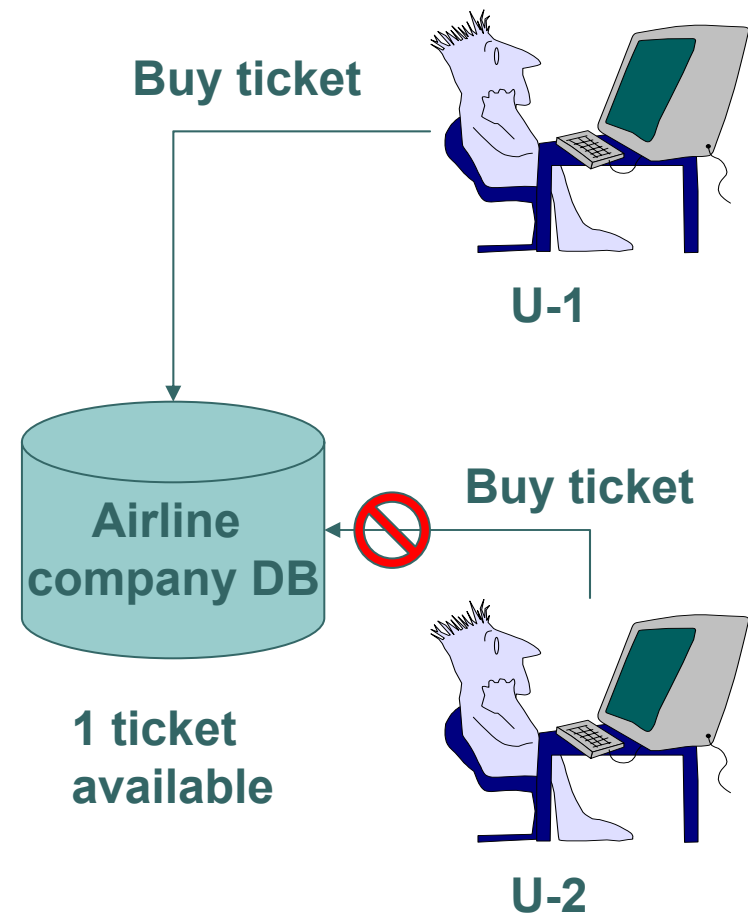 Buy ticket
U-1
Buy ticket
Airline
company DB
1 ticket
available
U-2